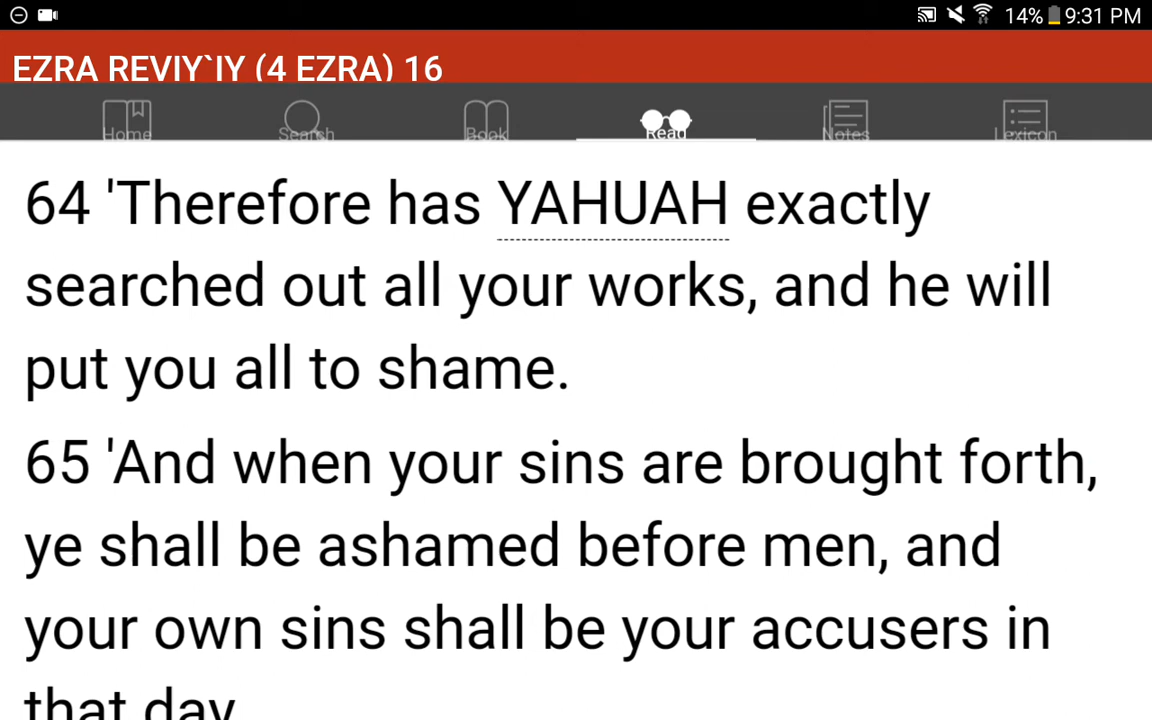 14% 9:31 PM
EZRA REVIY`IY (4 EZRA) 16
Home Search Book Read Notes Lexicon
64 'Therefore has YAHUAH exactly
searched out all your works, and he will
put you all to shame.
65 'And when your sins are brought forth,
ye shall be ashamed before men, and
your own sins shall be your accusers in
that day